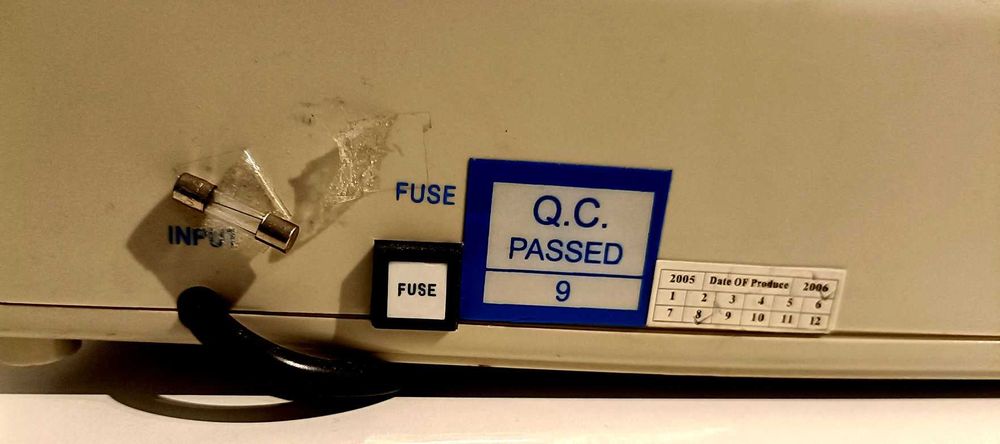 INPUT
FUSE
FUSE
Q.C.
PASSED
9
2005 Date OF Produce 2006
1 2 3 4 5 6
7 8 9 10 11 12